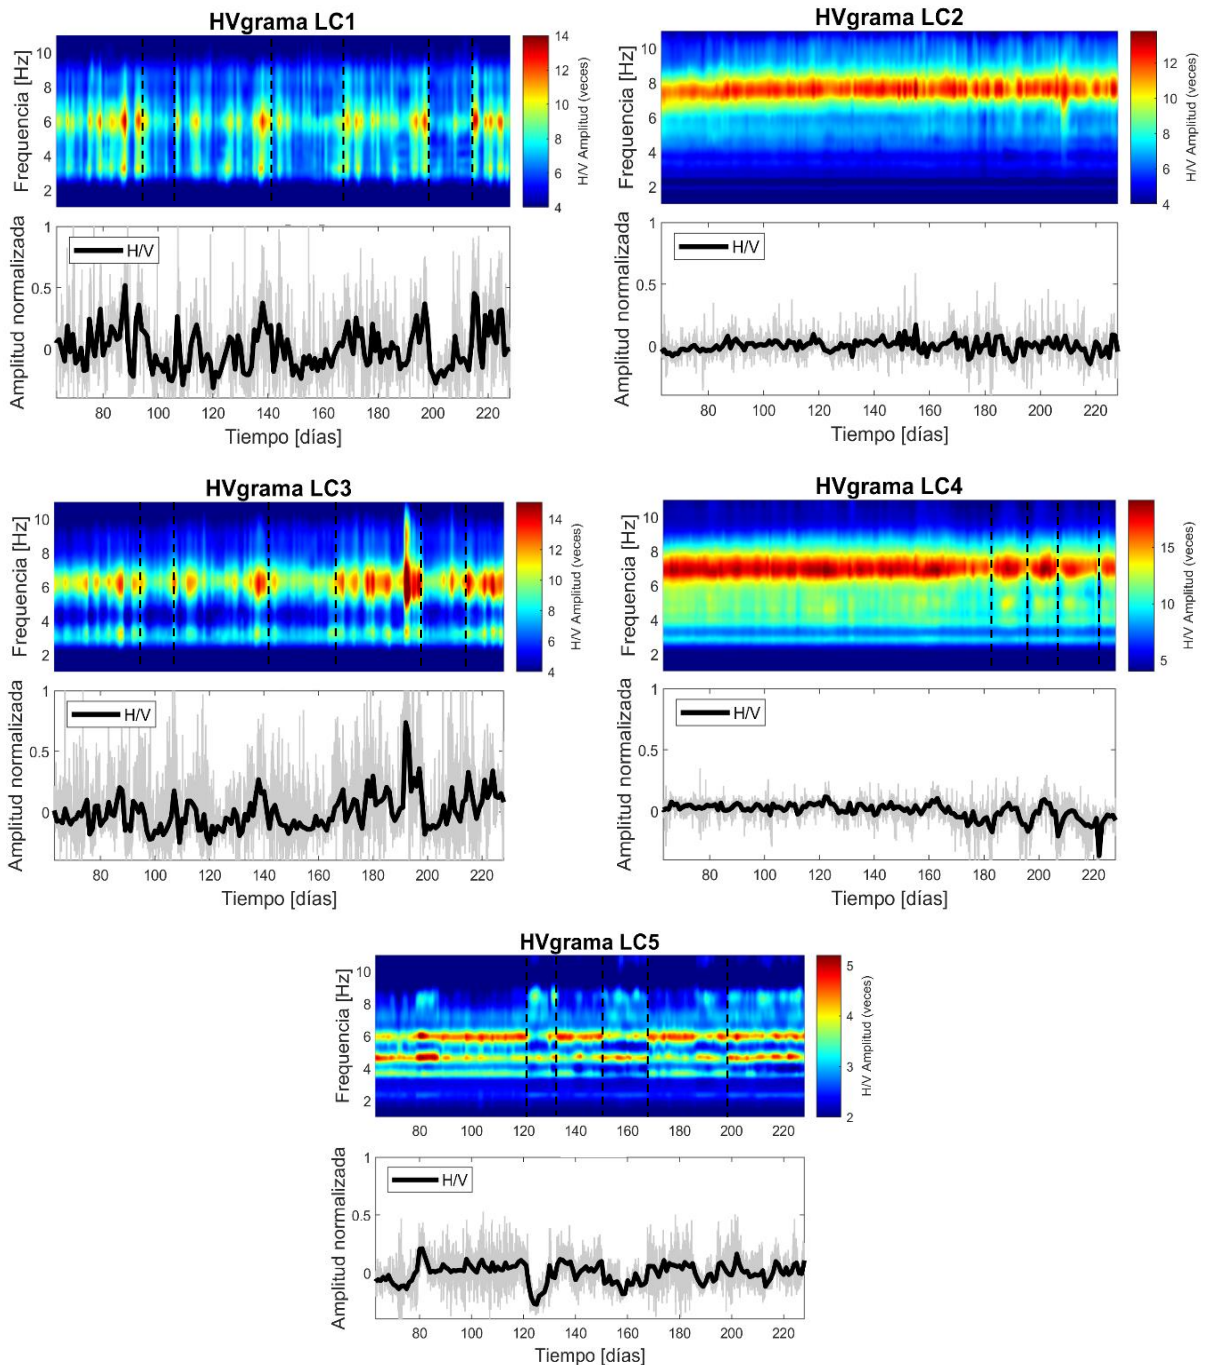 HVgrama LC1
Frequencia [Hz]
10
8
6
4
2
14
12
10
8
6
4
H/V Amplitud (veces)
Amplitud normalizada
1
0.5
0
H/V
80 100 120 140 160 180 200 220
Tiempo [días]
HVgrama LC2
Frequencia [Hz]
10
8
6
4
2
12
10
8
6
4
H/V Amplitud (veces)
Amplitud normalizada
1
0.5
0
H/V
80 100 120 140 160 180 200 220
Tiempo [días]
HVgrama LC3
Frequencia [Hz]
10
8
6
4
2
14
12
10
8
6
4
H/V Amplitud (veces)
Amplitud normalizada
1
0.5
0
H/V
80 100 120 140 160 180 200 220
Tiempo [días]
HVgrama LC4
Frequencia [Hz]
10
8
6
4
2
15
10
5
H/V Amplitud (veces)
Amplitud normalizada
1
0.5
0
H/V
80 100 120 140 160 180 200 220
Tiempo [días]
HVgrama LC5
Frequencia [Hz]
10
8
6
4
2
80 100 120 140 160 180 200 220
5
4
3
2
H/V Amplitud (veces)
Amplitud normalizada
1
0.5
0
H/V
80 100 120 140 160 180 200 220
Tiempo [días]